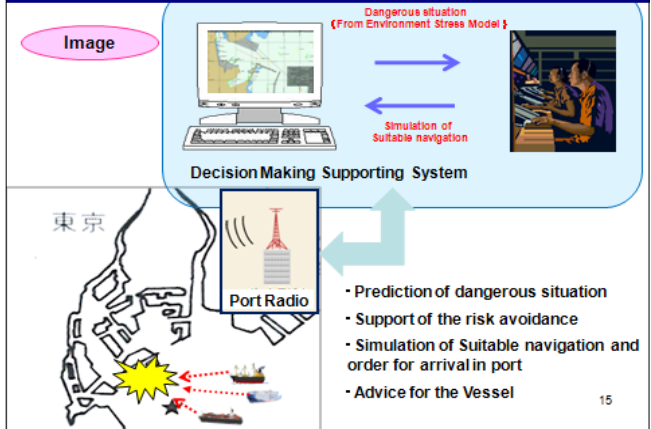 Image
Dangerous situation
(From Environment Stress Model)
Simulation of
Suitable navigation
Decision Making Supporting System
東京
Port Radio
- Prediction of dangerous situation
- Support of the risk avoidance
- Simulation of Suitable navigation and
order for arrival in port
- Advice for the Vessel
15